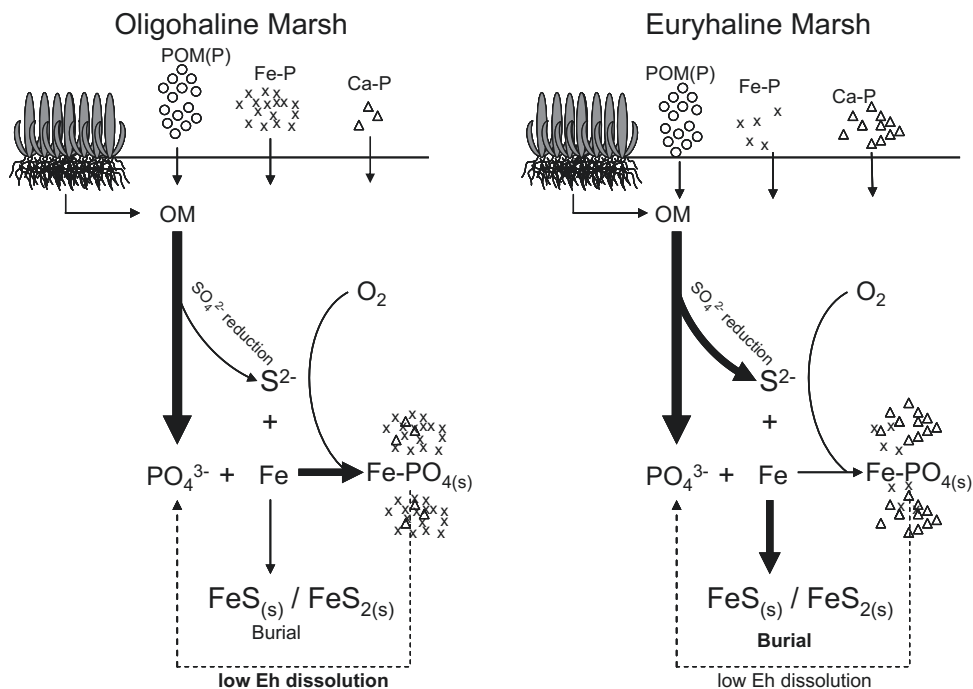 Oligohaline Marsh
POM(P)
Fe-P
Ca-P
OM
SO₄²⁻ reduction
O₂
S²⁻
+
PO₄³⁻ + Fe
Fe-PO₄₍ₛ₎
FeS₍ₛ₎ / FeS₂₍ₛ₎
Burial
low Eh dissolution
Euryhaline Marsh
POM(P)
Fe-P
Ca-P
OM
SO₄²⁻ reduction
O₂
S²⁻
+
PO₄³⁻ + Fe
Fe-PO₄₍ₛ₎
FeS₍ₛ₎ / FeS₂₍ₛ₎
Burial
low Eh dissolution